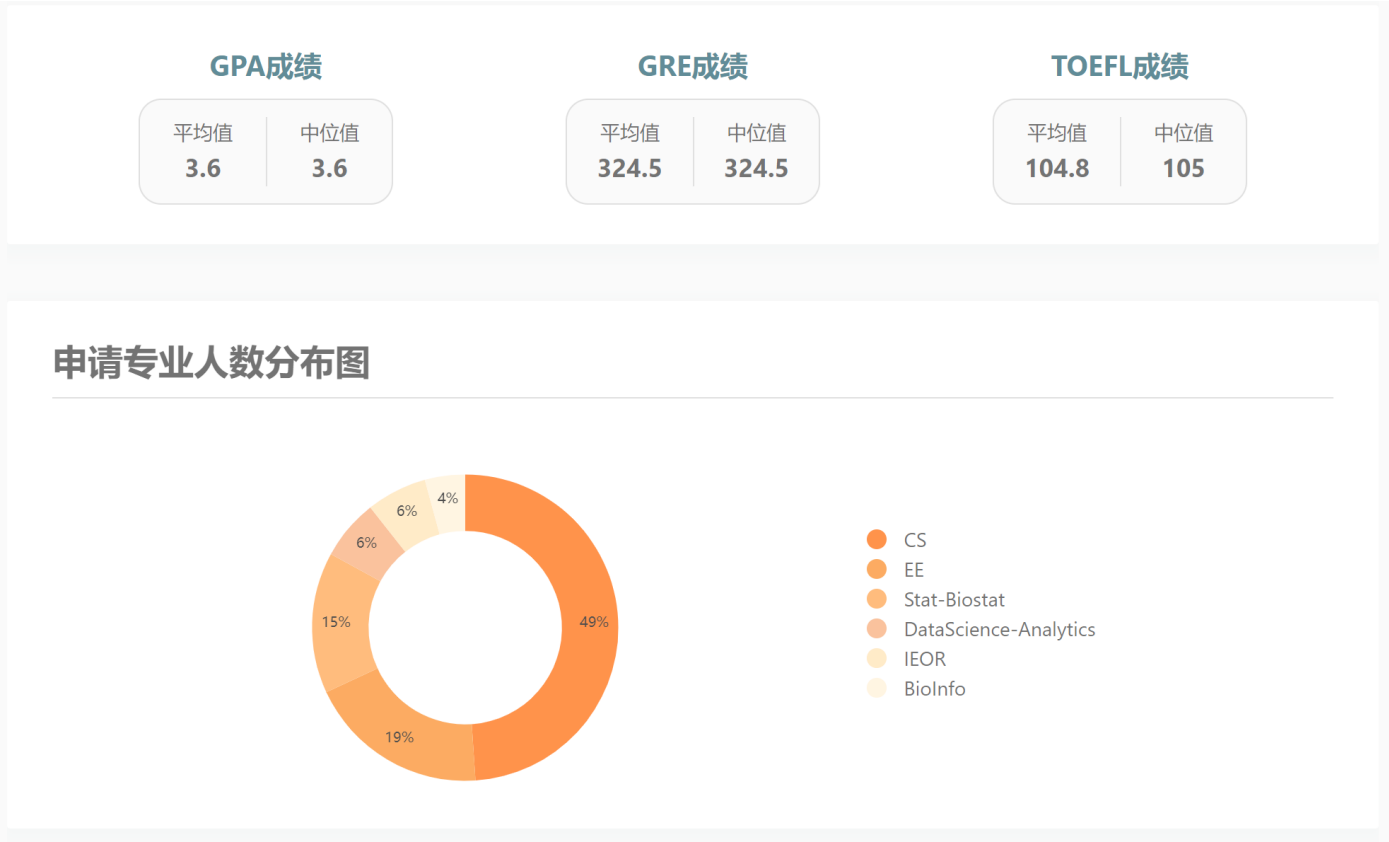 GPA成绩
GRE成绩
TOEFL成绩
平均值
中位值
平均值
中位值
平均值
中位值
3.6
3.6
324.5
324.5
104.8
105
申请专业人数分布图
4%
6%
6%
15%
49%
19%
CS
EE
Stat-Biostat
DataScience-Analytics
IEOR
BioInfo